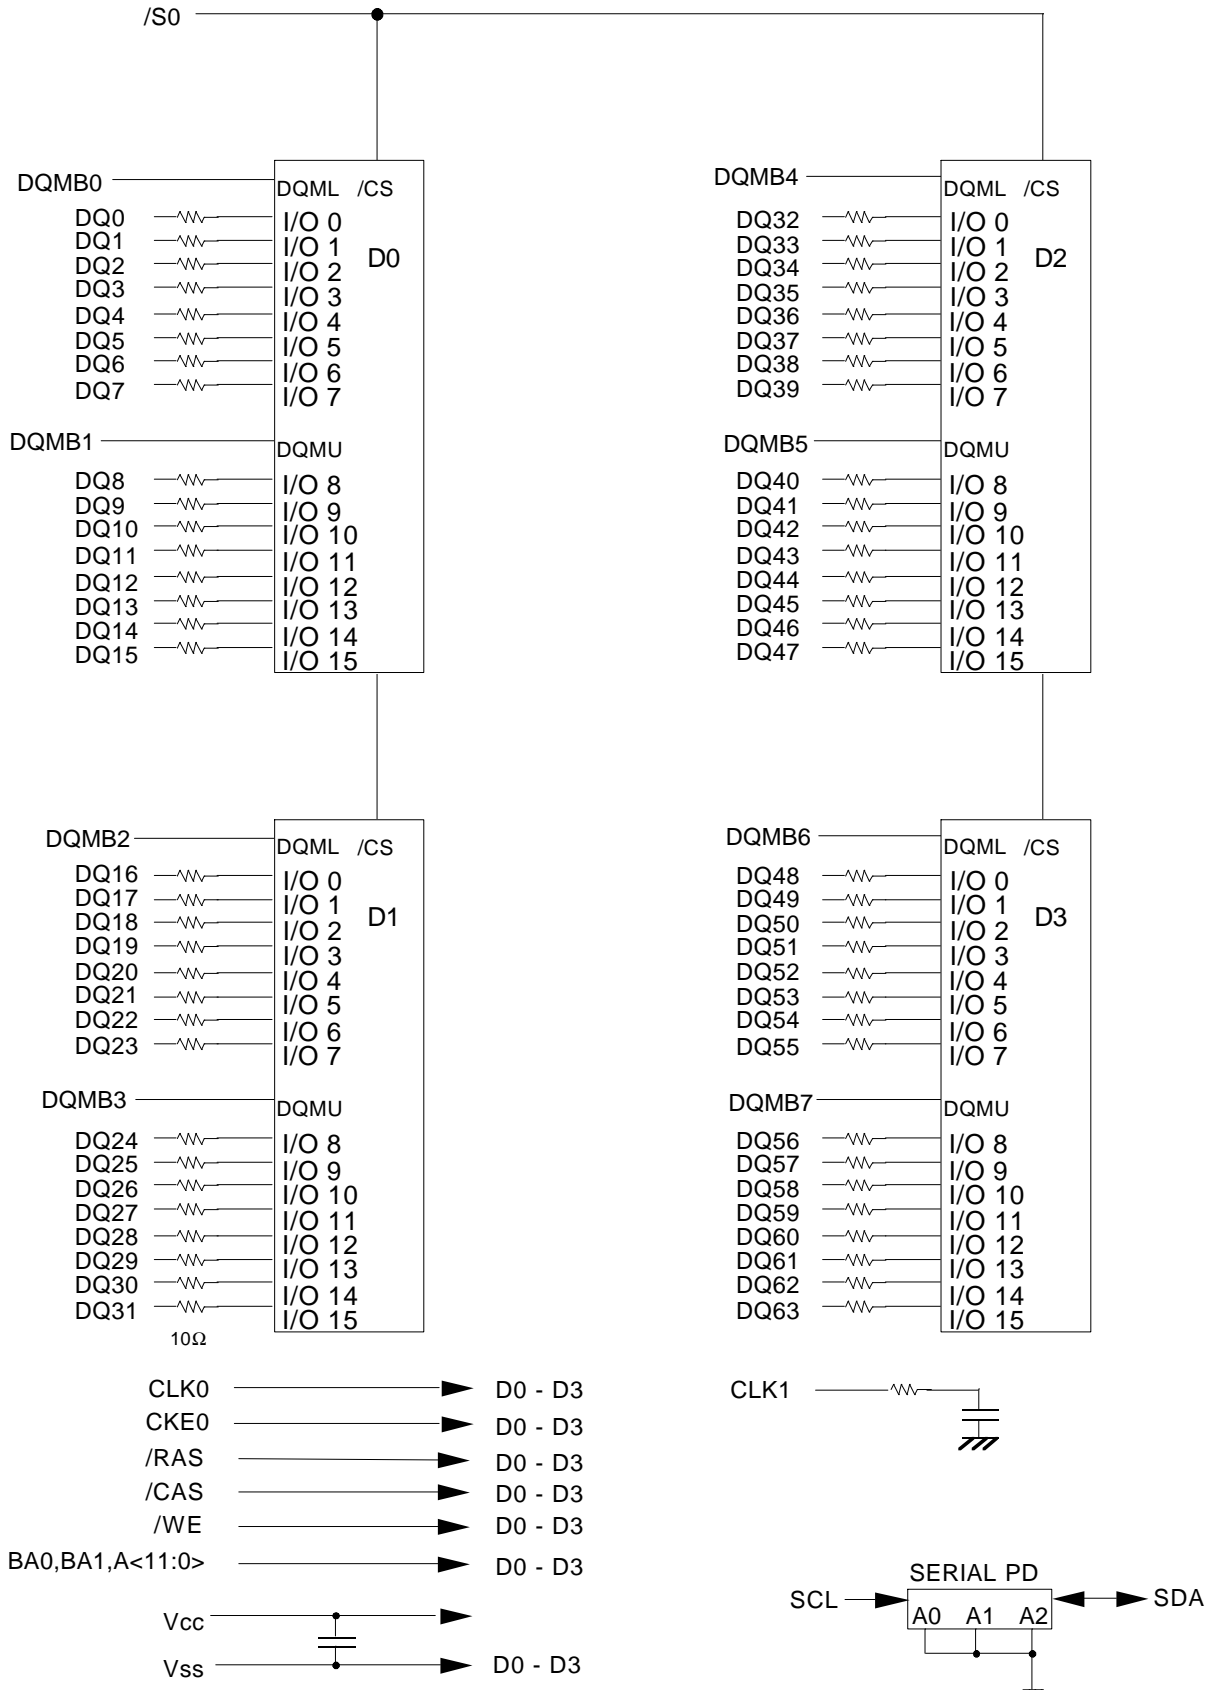 /S0
DQMB0
DQML /CS
DQ0 I/O 0
DQ1 I/O 1
D0
DQ2 I/O 2
DQ3 I/O 3
DQ4 I/O 4
DQ5 I/O 5
DQ6 I/O 6
DQ7 I/O 7
DQMB1 DQMU
DQ8 I/O 8
DQ9 I/O 9
DQ10 I/O 10
DQ11 I/O 11
DQ12 I/O 12
DQ13 I/O 13
DQ14 I/O 14
DQ15 I/O 15
DQMB4
DQML /CS
DQ32 I/O 0
DQ33 I/O 1
D2
DQ34 I/O 2
DQ35 I/O 3
DQ36 I/O 4
DQ37 I/O 5
DQ38 I/O 6
DQ39 I/O 7
DQMB5 DQMU
DQ40 I/O 8
DQ41 I/O 9
DQ42 I/O 10
DQ43 I/O 11
DQ44 I/O 12
DQ45 I/O 13
DQ46 I/O 14
DQ47 I/O 15
DQMB2
DQML /CS
DQ16 I/O 0
DQ17 I/O 1
D1
DQ18 I/O 2
DQ19 I/O 3
DQ20 I/O 4
DQ21 I/O 5
DQ22 I/O 6
DQ23 I/O 7
DQMB3 DQMU
DQ24 I/O 8
DQ25 I/O 9
DQ26 I/O 10
DQ27 I/O 11
DQ28 I/O 12
DQ29 I/O 13
DQ30 I/O 14
DQ31 I/O 15
10Ω
DQMB6
DQML /CS
DQ48 I/O 0
DQ49 I/O 1
D3
DQ50 I/O 2
DQ51 I/O 3
DQ52 I/O 4
DQ53 I/O 5
DQ54 I/O 6
DQ55 I/O 7
DQMB7 DQMU
DQ56 I/O 8
DQ57 I/O 9
DQ58 I/O 10
DQ59 I/O 11
DQ60 I/O 12
DQ61 I/O 13
DQ62 I/O 14
DQ63 I/O 15
CLK0 D0 - D3
CKE0 D0 - D3
/RAS D0 - D3
/CAS D0 - D3
/WE D0 - D3
BA0,BA1,A<11:0> D0 - D3
Vcc
Vss D0 - D3
CLK1
SERIAL PD
SCL SDA
A0 A1 A2